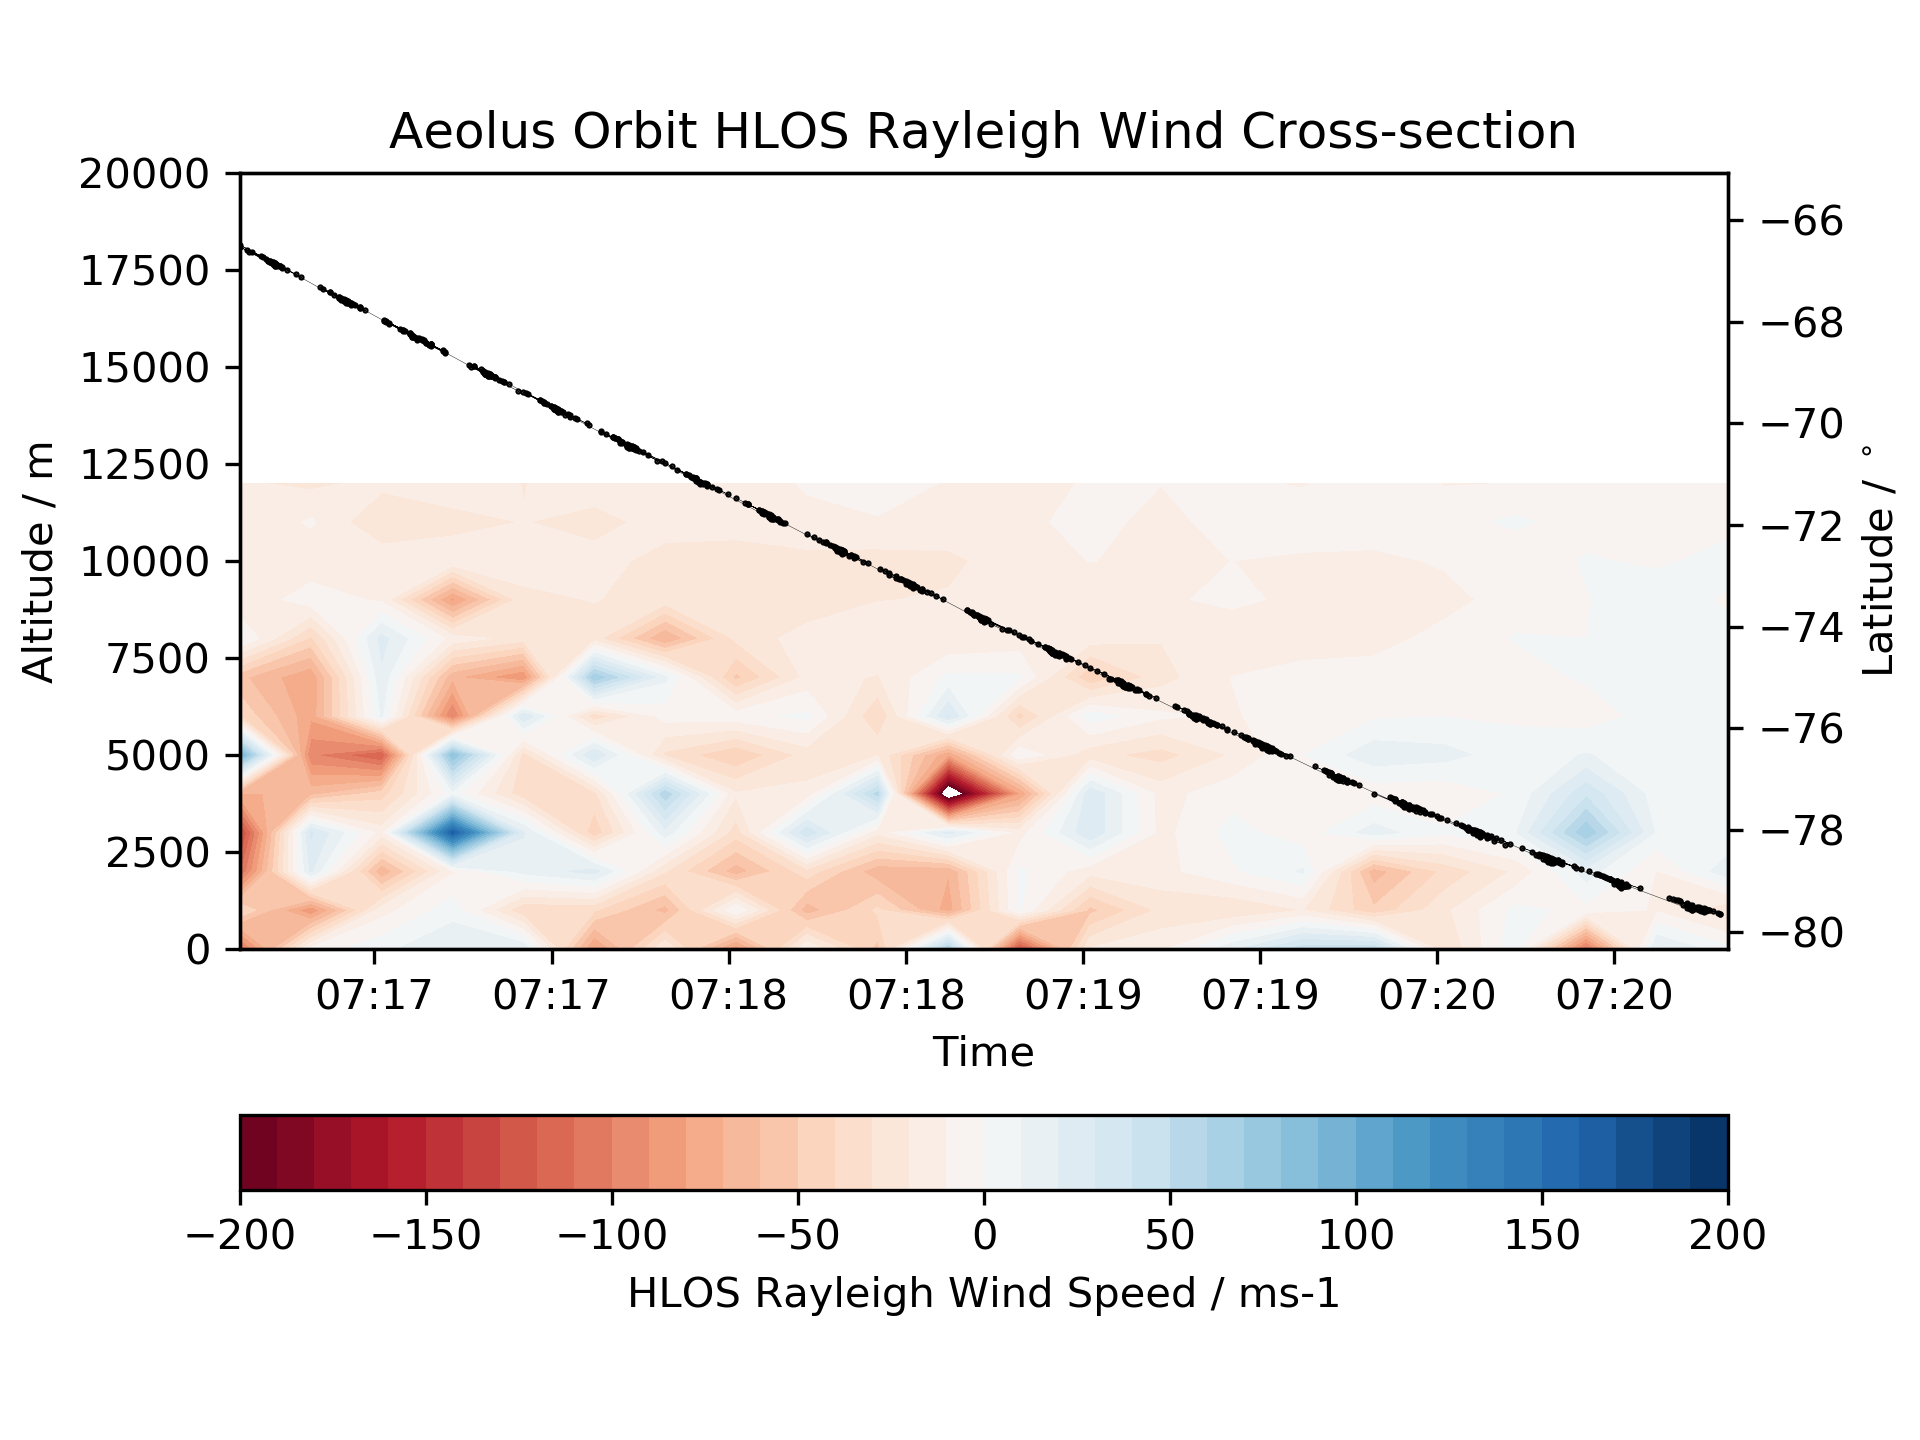 Aeolus Orbit HLOS Rayleigh Wind Cross-section
20000
17500
15000
12500
10000
7500
5000
2500
0
Altitude / m
−66
−68
−70
−72
−74
−76
−78
−80
Latitude / °
07:17 07:17 07:18 07:18 07:19 07:19 07:20 07:20
Time
−200 −150 −100 −50 0 50 100 150 200
HLOS Rayleigh Wind Speed / ms-1